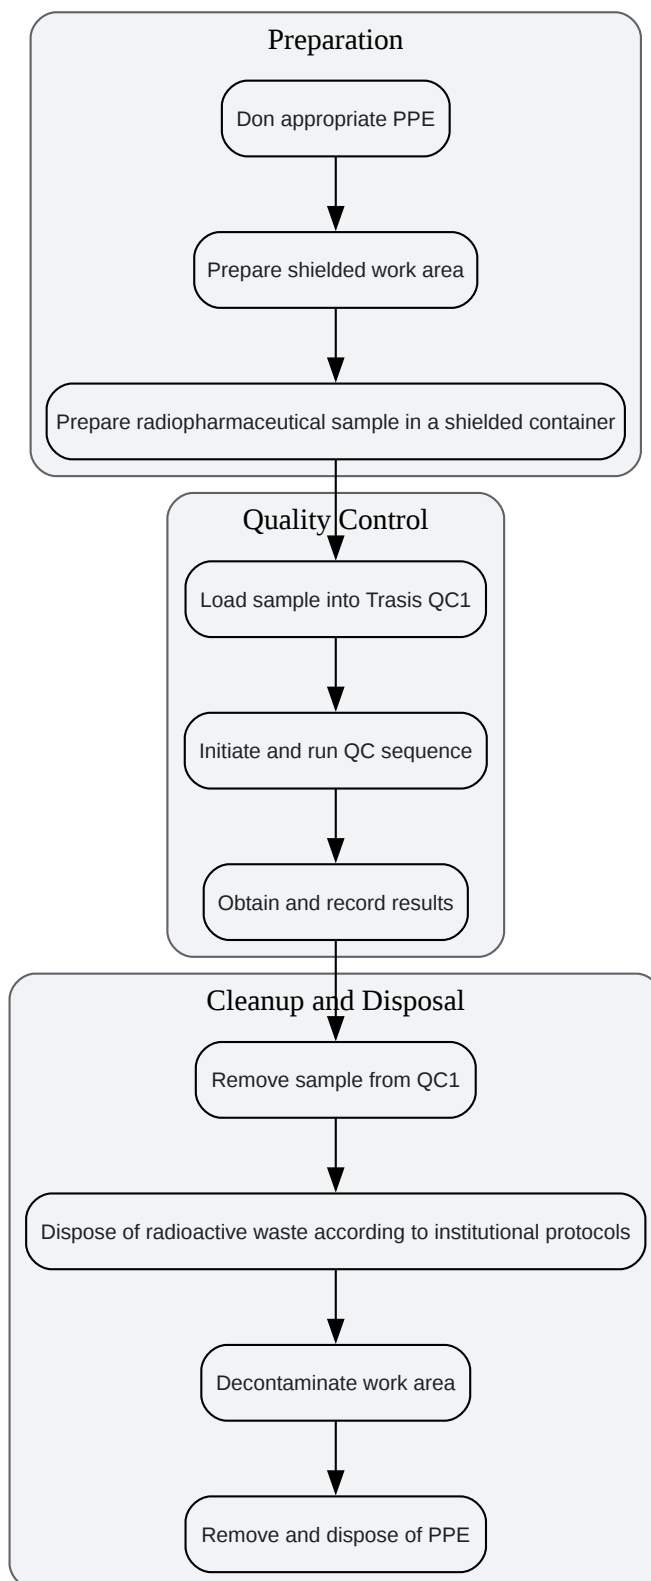 Preparation
Don appropriate PPE
Prepare shielded work area
Prepare radiopharmaceutical sample in a shielded container
Quality Control
Load sample into Trasis QC1
Initiate and run QC sequence
Obtain and record results
Cleanup and Disposal
Remove sample from QC1
Dispose of radioactive waste according to institutional protocols
Decontaminate work area
Remove and dispose of PPE